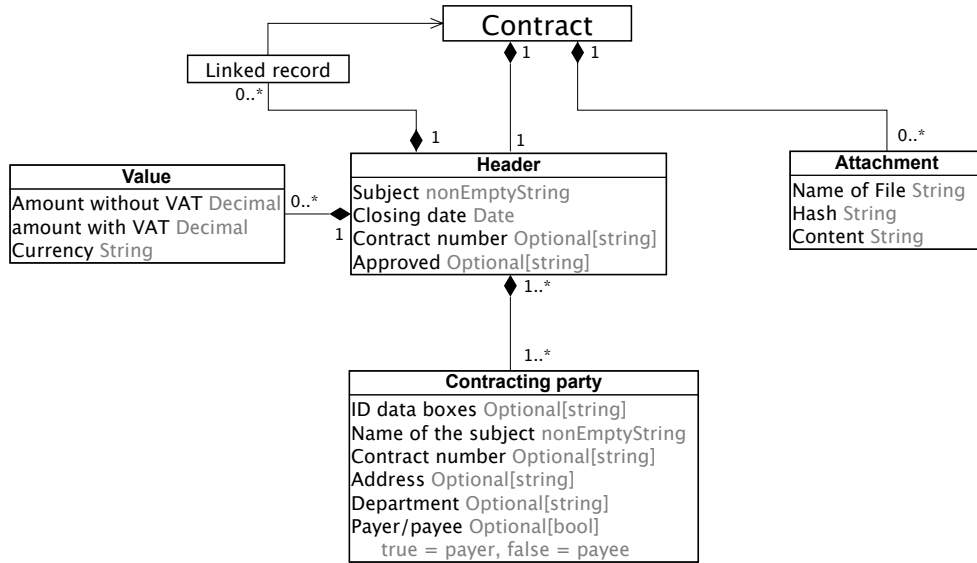 Contract
1
1
Linked record
0..*
1
1
0..*
Header
Subject nonEmptyString
Closing date Date
Contract number Optional[string]
Approved Optional[string]
Attachment
Name of File String
Hash String
Content String
Value
Amount without VAT Decimal
amount with VAT Decimal
Currency String
0..*
1
1..*
1..*
Contracting party
ID data boxes Optional[string]
Name of the subject nonEmptyString
Contract number Optional[string]
Address Optional[string]
Department Optional[string]
Payer/payee Optional[bool]
true = payer, false = payee